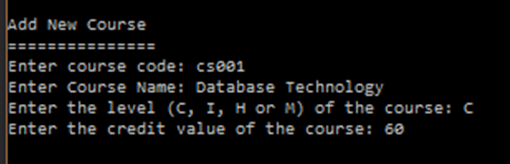 Add New Course
===============
Enter course code: cs001
Enter Course Name: Database Technology
Enter the level (C, I, H or M) of the course: C
Enter the credit value of the course: 60